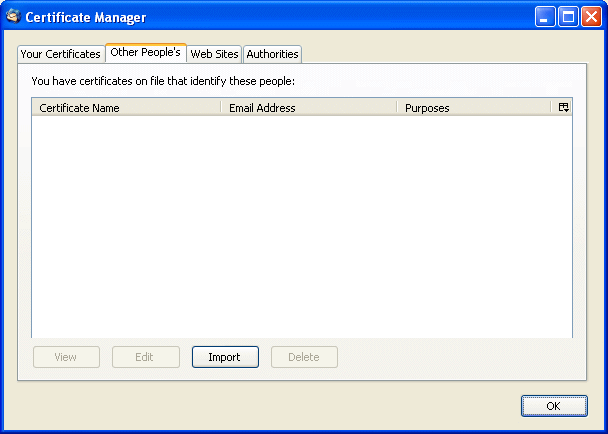 Certificate Manager
Your Certificates Other People's Web Sites Authorities
You have certificates on file that identify these people:
Certificate Name Email Address Purposes
View Edit Import Delete
OK